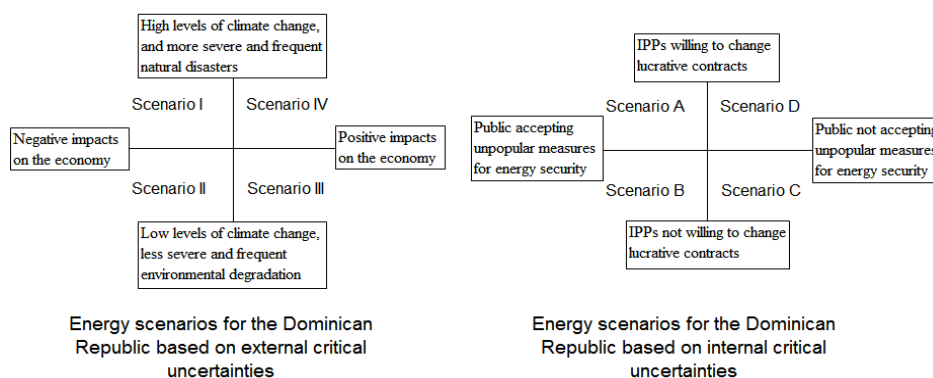 High levels of climate change,
and more severe and frequent
natural disasters
Scenario I
Scenario IV
Negative impacts
on the economy
Positive impacts
on the economy
Scenario II
Scenario III
Low levels of climate change,
less severe and frequent
environmental degradation
Energy scenarios for the Dominican
Republic based on external critical
uncertainties
IPPs willing to change
lucrative contracts
Scenario A
Scenario D
Public accepting
unpopular measures
for energy security
Public not accepting
unpopular measures
for energy security
Scenario B
Scenario C
IPPs not willing to change
lucrative contracts
Energy scenarios for the Dominican
Republic based on internal critical
uncertainties